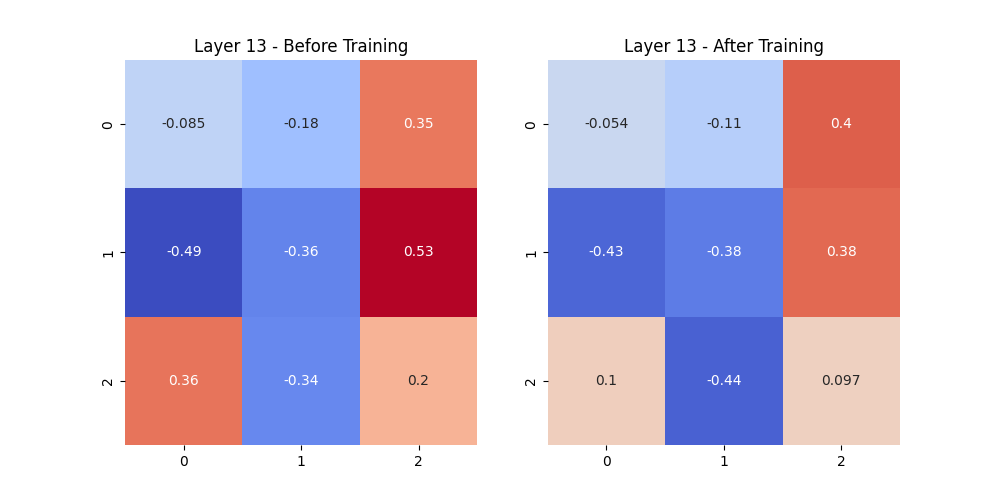 Layer 13 - Before Training
Layer 13 - After Training
0 -0.085 -0.18 0.35
1 -0.49 -0.36 0.53
2 0.36 -0.34 0.2
0 1 2
0 -0.054 -0.11 0.4
1 -0.43 -0.38 0.38
2 0.1 -0.44 0.097
0 1 2